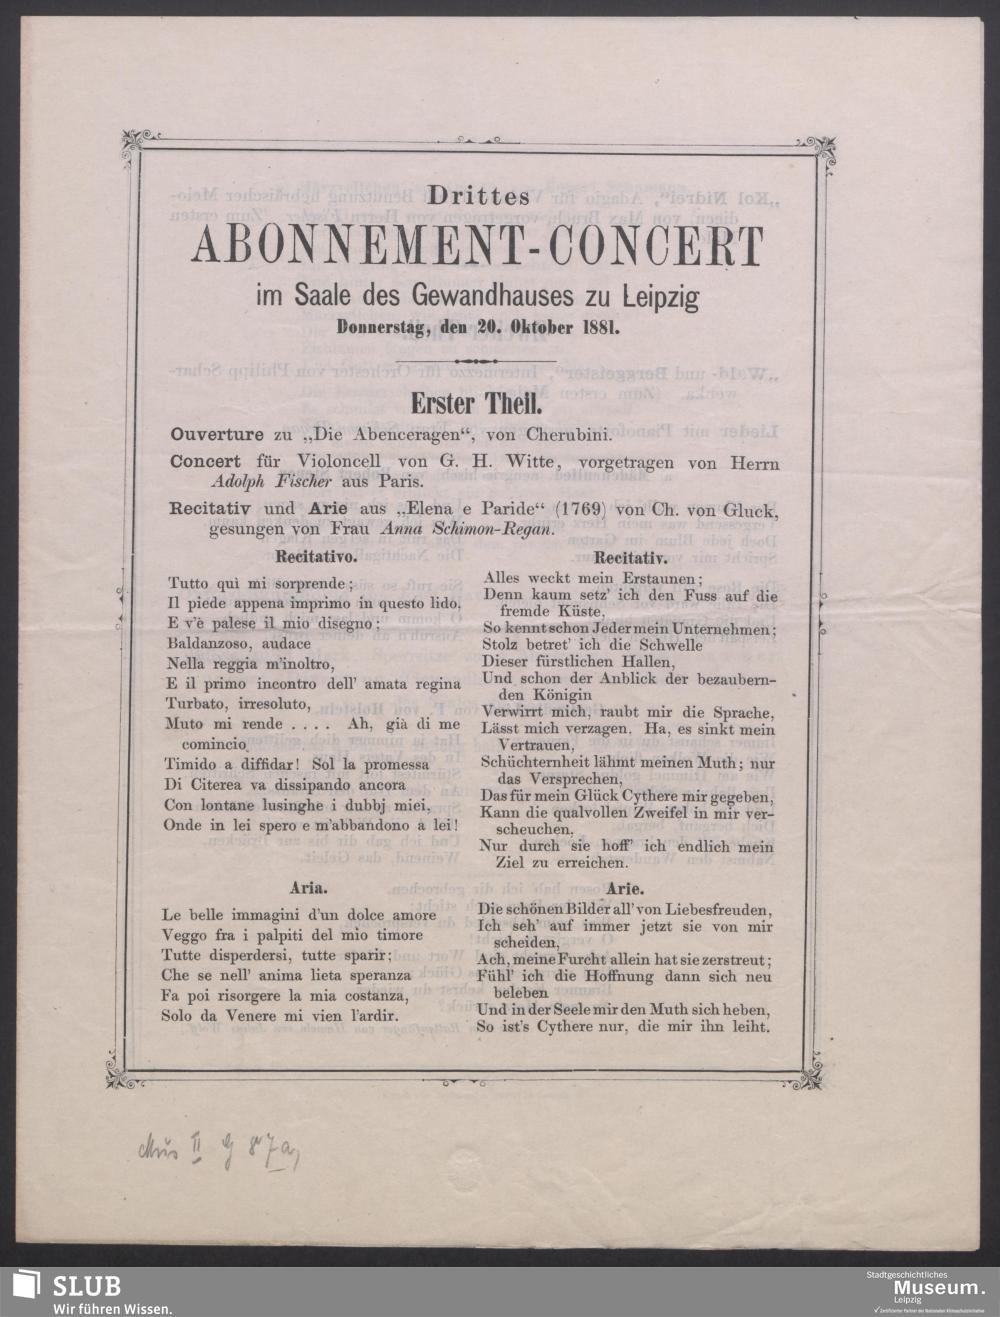 Drittes
ABONNEMENT-CONCERT
im Saale des Gewandhauses zu Leipzig
Donnerstag, den 20. Oktober 1881.
Erster Theil.
Ouverture zu „Die Abenceragen“, von Cherubini.
Concert für Violoncell von G. H. Witte, vorgetragen von Herrn
Adolph Fischer aus Paris.
Recitativ und Arie aus „Elena e Paride“ (1769) von Ch. von Gluck,
gesungen von Frau Anna Schimon-Regan.
Recitativo.
Tutto quì mi sorprende;
Il piede appena imprimo in questo lido,
E v'è palese il mio disegno;
Baldanzoso, audace
Nella reggia m'inoltro,
E il primo incontro dell' amata regina
Turbato, irresoluto,
Muto mi rende . . . . Ah, già di me
comincio
Timido a diffidar! Sol la promessa
Di Citerea va dissipando ancora
Con lontane lusinghe i dubbj miei,
Onde in lei spero e m'abbandono a lei!
Recitativ.
Alles weckt mein Erstaunen;
Denn kaum setz' ich den Fuss auf die
fremde Küste,
So kennt schon Jeder mein Unternehmen;
Stolz betret' ich die Schwelle
Dieser fürstlichen Hallen,
Und schon der Anblick der bezaubern-
den Königin
Verwirrt mich, raubt mir die Sprache,
Lässt mich verzagen. Ha, es sinkt mein
Vertrauen,
Schüchternheit lähmt meinen Muth; nur
das Versprechen,
Das für mein Glück Cythere mir gegeben,
Kann die qualvollen Zweifel in mir ver-
scheuchen,
Nur durch sie hoff' ich endlich mein
Ziel zu erreichen.
Aria.
Le belle immagini d'un dolce amore
Veggo fra i palpiti del mio timore
Tutte disperdersi, tutte sparir;
Che se nell' anima lieta speranza
Fa poi risorgere la mia costanza,
Solo da Venere mi vien l'ardir.
Arie.
Die schönen Bilder all' von Liebesfreuden,
Ich seh' auf immer jetzt sie von mir
scheiden,
Ach, meine Furcht allein hat sie zerstreut;
Fühl' ich die Hoffnung dann sich neu
beleben
Und in der Seele mir den Muth sich heben,
So ist's Cythere nur, die mir ihn leiht.
Mus II G 87a
SLUB
Wir führen Wissen.
Stadtgeschichtliches
Museum.
Leipzig